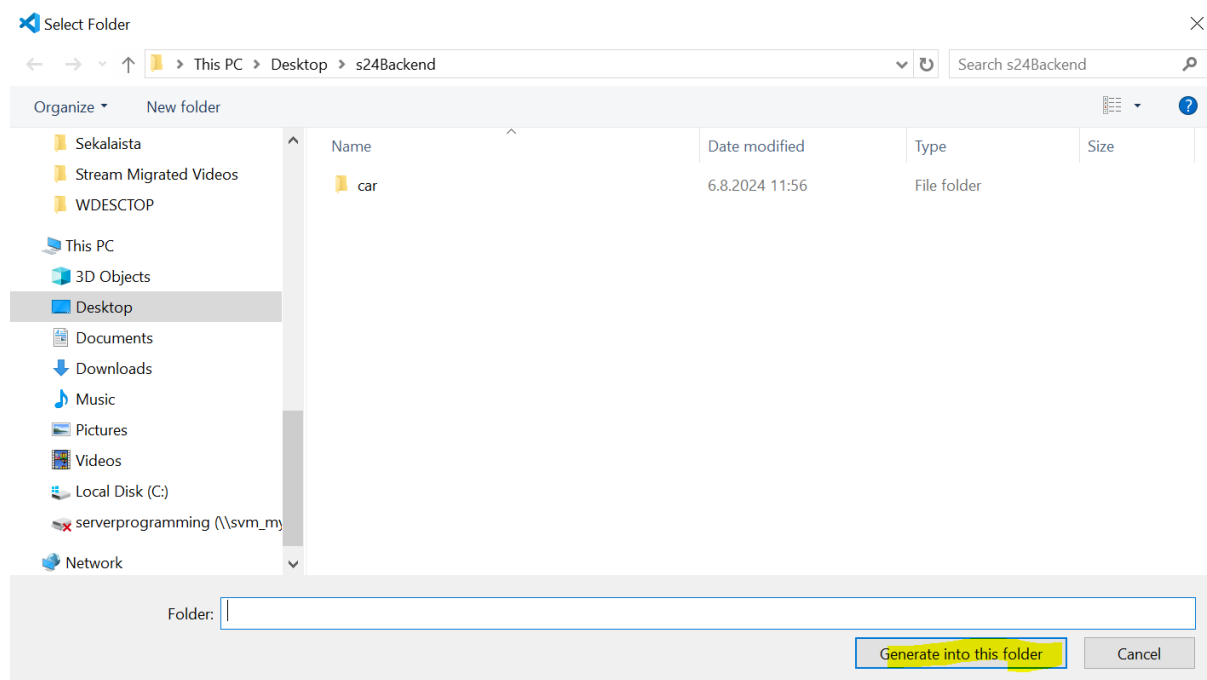 Select Folder
This PC > Desktop > s24Backend
Search s24Backend
Organize
New folder
?
Sekalaista
Stream Migrated Videos
WDESCTOP
This PC
3D Objects
Desktop
Documents
Downloads
Music
Pictures
Videos
Local Disk (C:)
serverprogramming (\\svm_my
Network
Name Date modified Type Size
car 6.8.2024 11:56 File folder
Folder:
Generate into this folder
Cancel